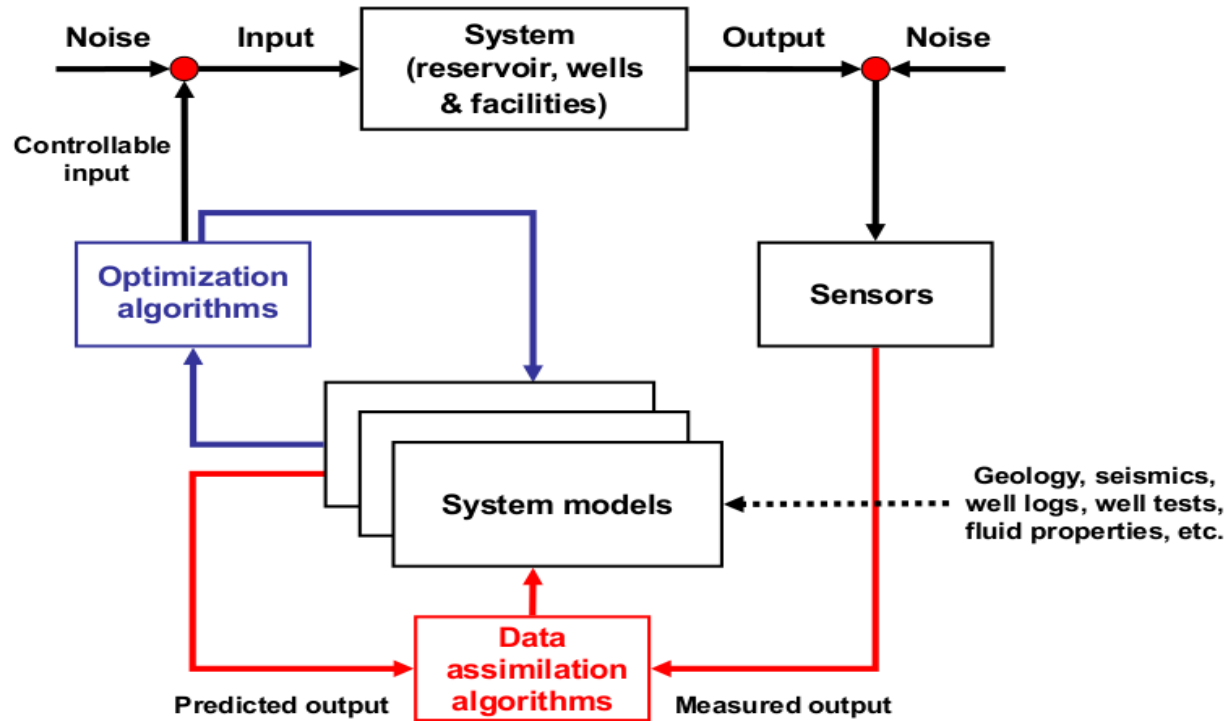 Noise
Input
System
(reservoir, wells
& facilities)
Output
Noise
Controllable
input
Optimization
algorithms
Sensors
System models
Geology, seismics,
well logs, well tests,
fluid properties, etc.
Data
assimilation
algorithms
Predicted output
Measured output